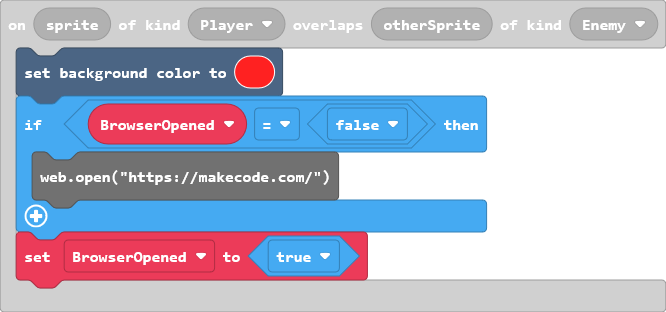 on sprite of kind Player overlaps otherSprite of kind Enemy
set background color to
if BrowserOpened = false then
web.open("https://makecode.com/")
set BrowserOpened to true